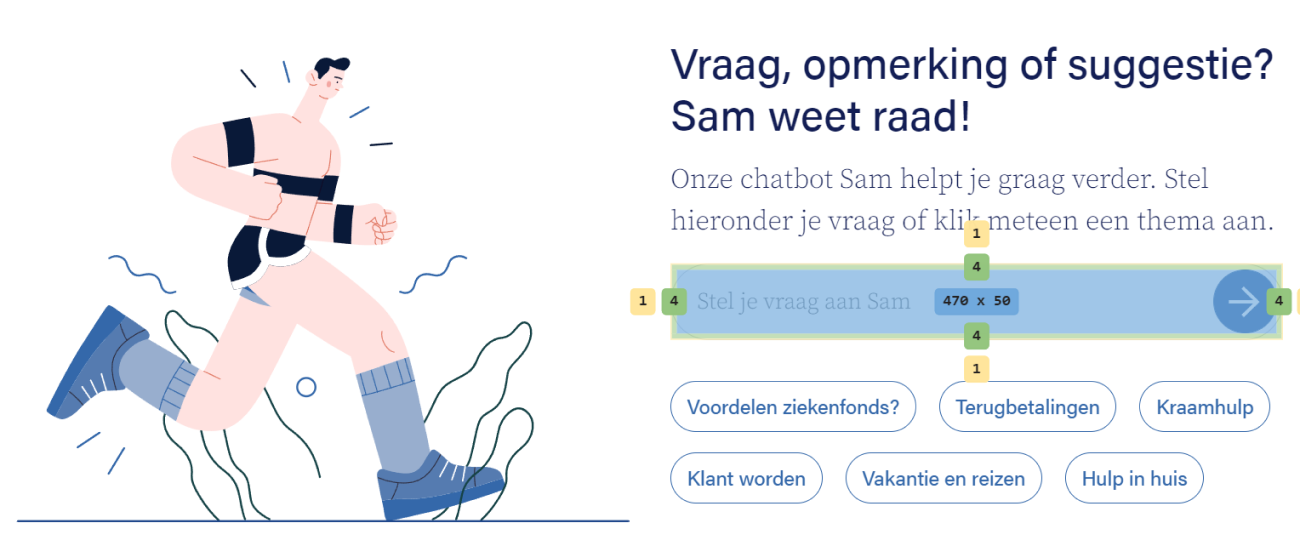 Vraag, opmerking of suggestie?
Sam weet raad!
Onze chatbot Sam helpt je graag verder. Stel
hieronder je vraag of klik meteen een thema aan.
1
4
1 4 Stel je vraag aan Sam 470 x 50 4
4
1
Voordelen ziekenfonds? Terugbetalingen Kraamhulp
Klant worden Vakantie en reizen Hulp in huis